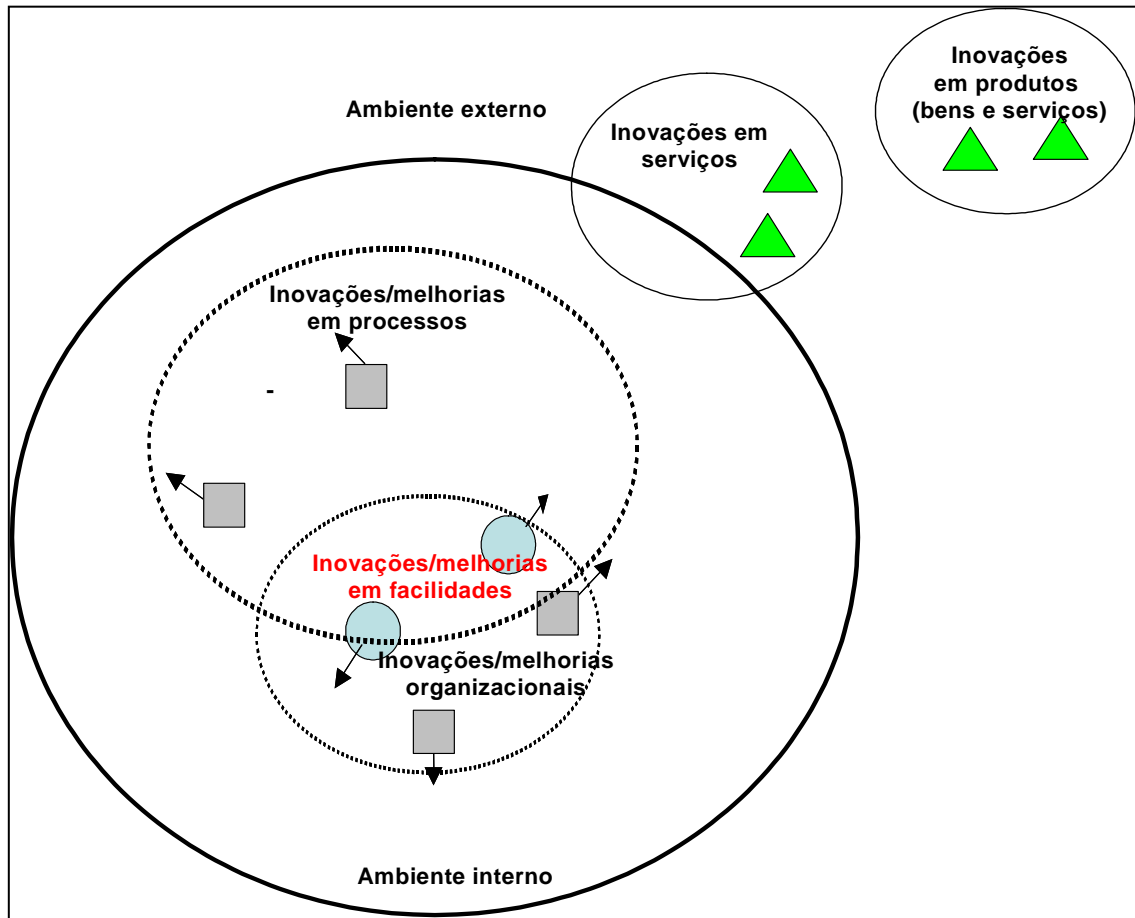 Inovações
em produtos
(bens e serviços)
Ambiente externo
Inovações em
serviços
Inovações/melhorias
em processos
-
Inovações/melhorias
em facilidades
Inovações/melhorias
organizacionais
Ambiente interno